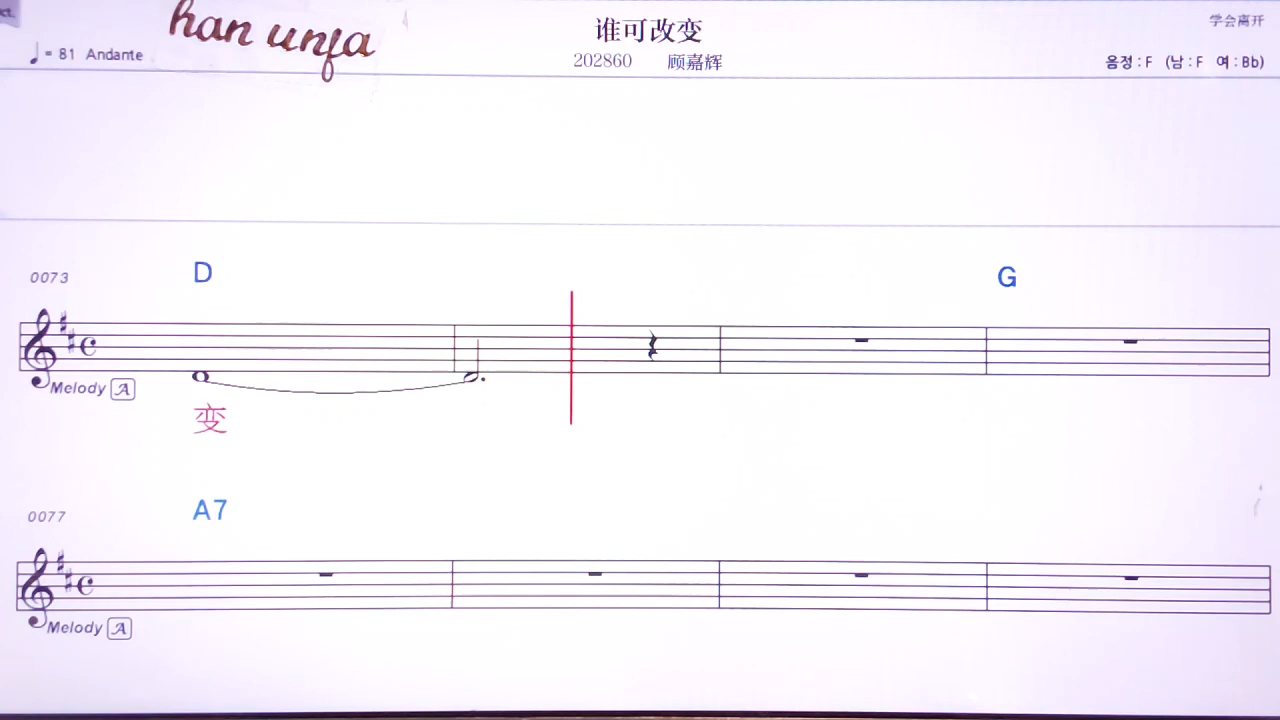 han unja
谁可改变
学会离开
♩= 81 Andante
202860 顾嘉辉
음정 : F (남 : F 여 : Bb)
0073
D G
Melody A
变
0077
A7
Melody A